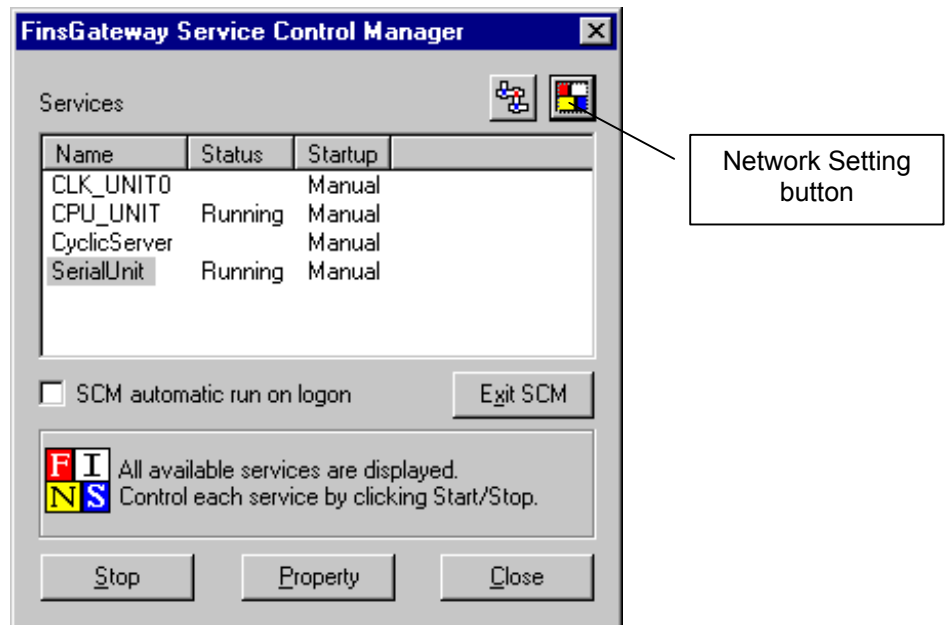 FinsGateway Service Control Manager
Services
Name Status Startup
CLK_UNIT0 Manual
CPU_UNIT Running Manual
CyclicServer Manual
SerialUnit Running Manual
SCM automatic run on logon
Exit SCM
F I
N S
All available services are displayed.
Control each service by clicking Start/Stop.
Stop Property Close
Network Setting
button